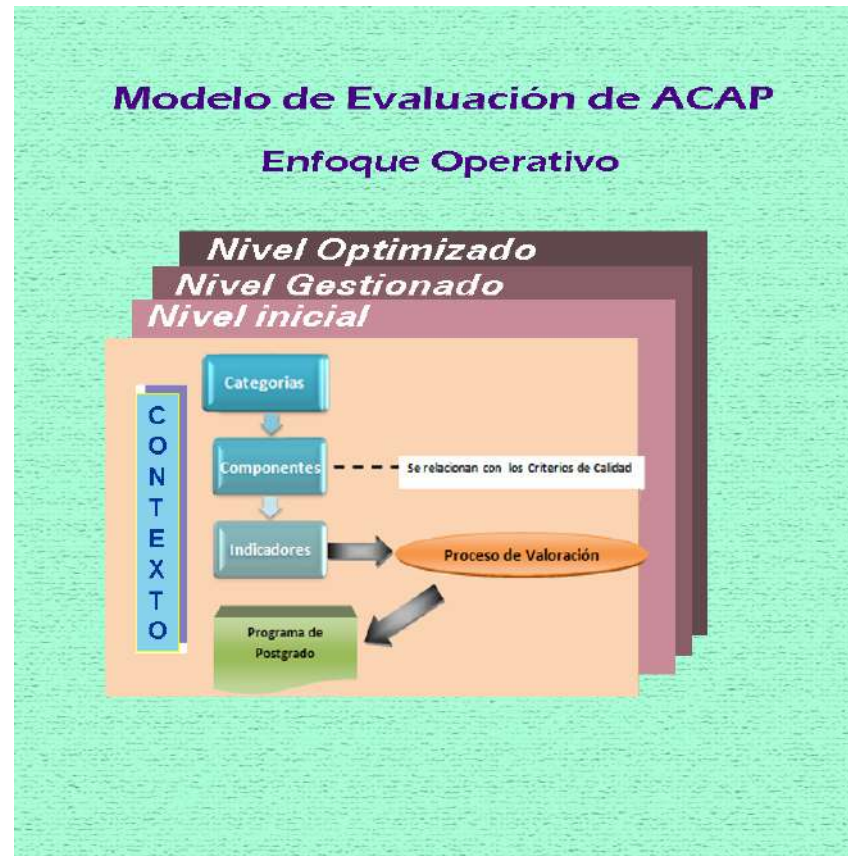 Modelo de Evaluación de ACAP
Enfoque Operativo
Nivel Optimizado
Nivel Gestionado
Nivel inicial
CONTEXTO
Categorias
Componentes
Se relacionan con los Criterios de Calidad
Indicadores
Proceso de Valoración
Programa de
Postgrado